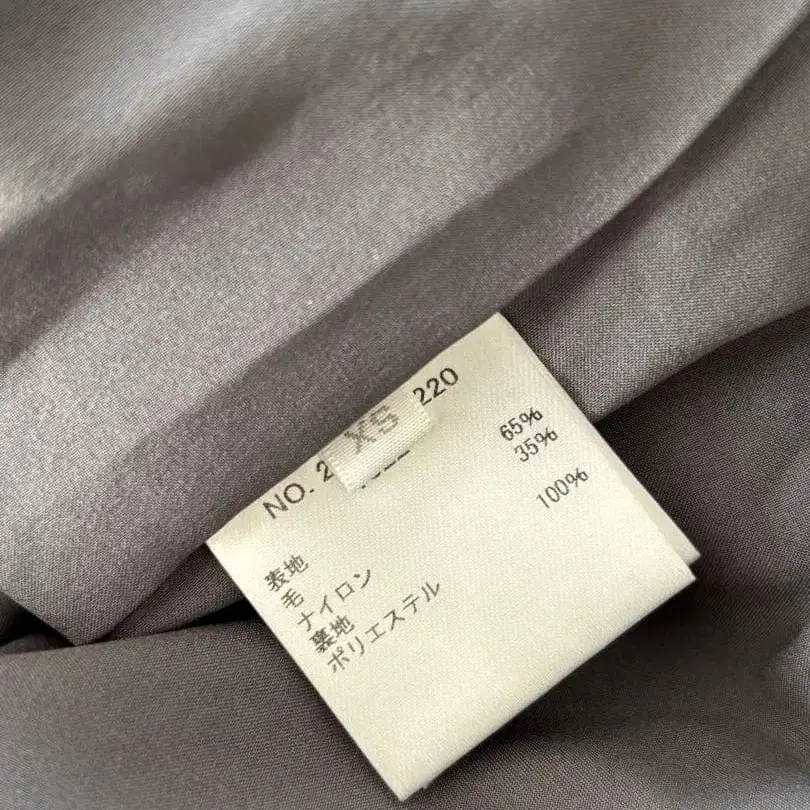 XS
NO. 2
220
表地
毛 65%
ナイロン 35%
裏地
ポリエステル 100%